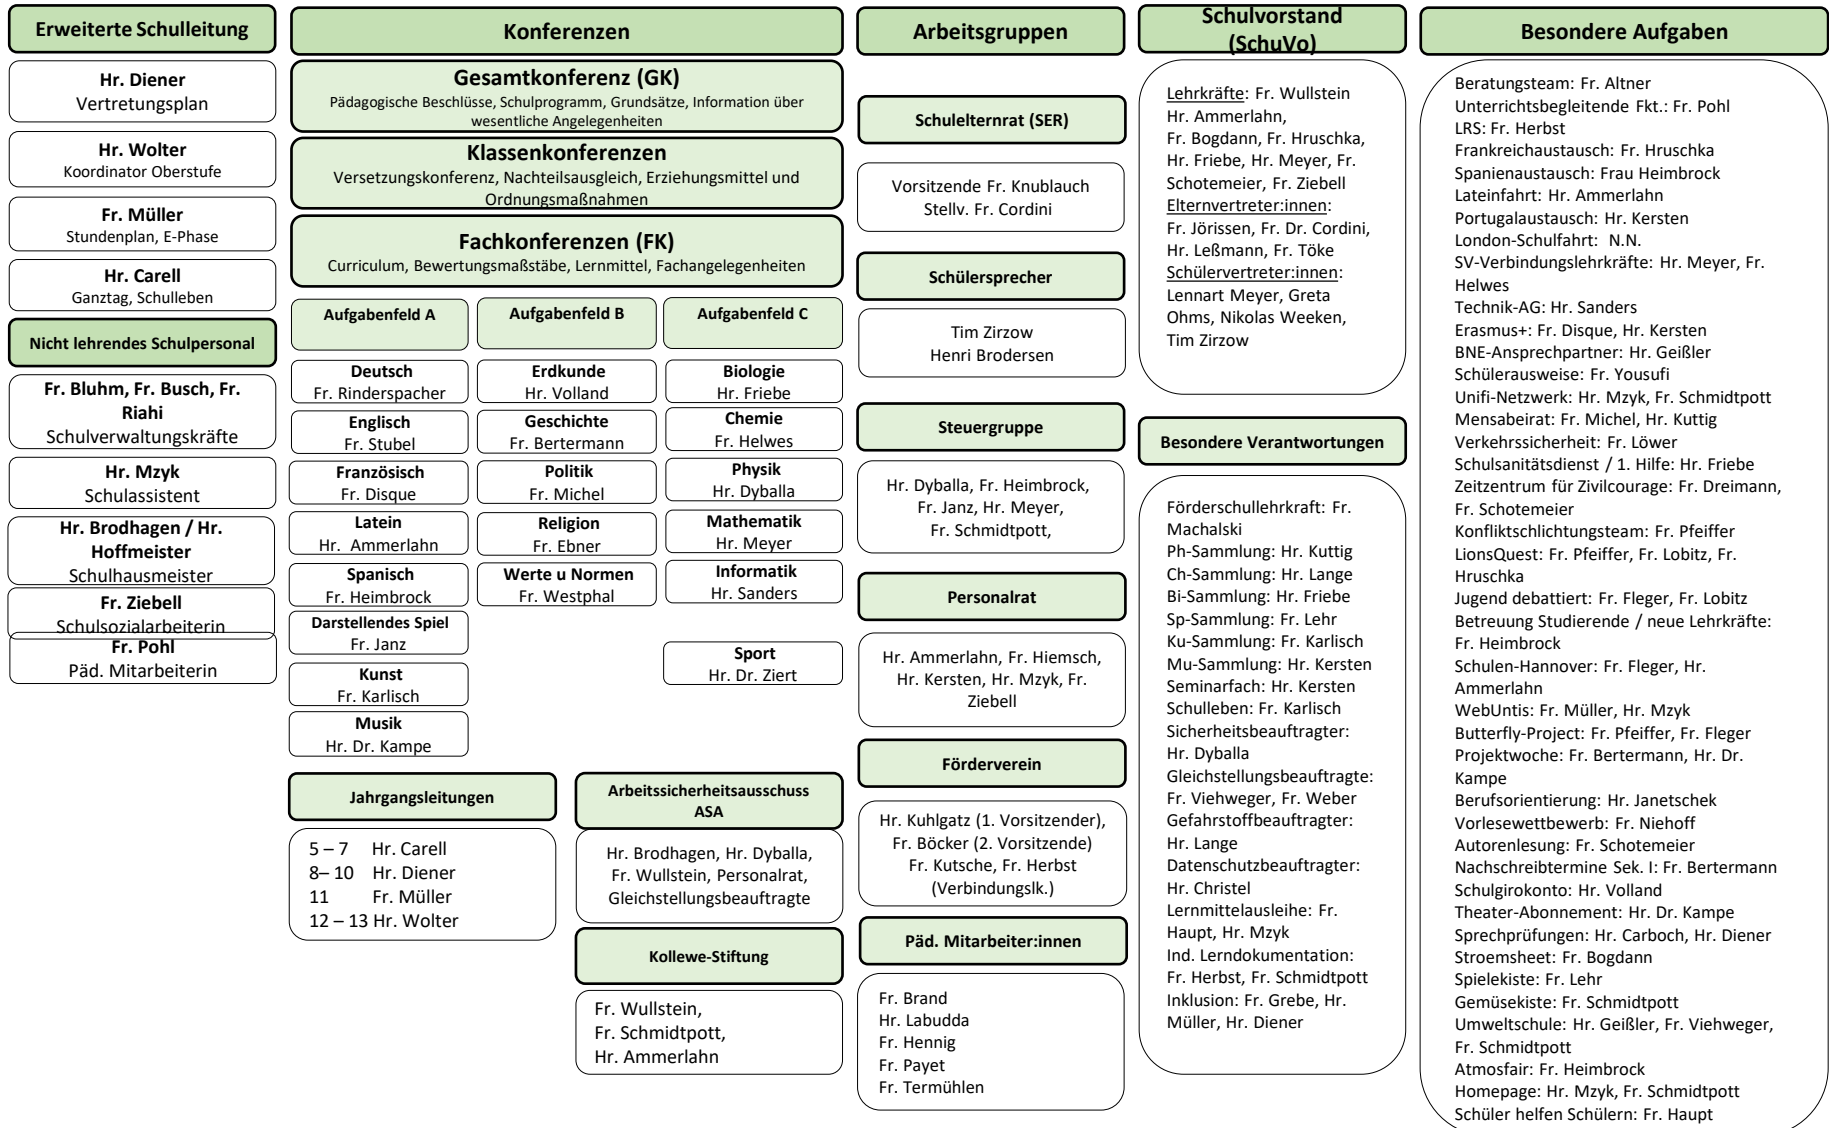 Erweiterte Schulleitung
Hr. Diener
Vertretungsplan
Hr. Wolter
Koordinator Oberstufe
Fr. Müller
Stundenplan, E-Phase
Hr. Carell
Ganztag, Schulleben
Nicht lehrendes Schulpersonal
Fr. Bluhm, Fr. Busch, Fr.
Riahi
Schulverwaltungskräfte
Hr. Mzyk
Schulassistent
Hr. Brodhagen / Hr.
Hoffmeister
Schulhausmeister
Fr. Ziebell
Schulsozialarbeiterin
Fr. Pohl
Päd. Mitarbeiterin
Konferenzen
Gesamtkonferenz (GK)
Pädagogische Beschlüsse, Schulprogramm, Grundsätze, Information über
wesentliche Angelegenheiten
Klassenkonferenzen
Versetzungskonferenz, Nachteilsausgleich, Erziehungsmittel und
Ordnungsmaßnahmen
Fachkonferenzen (FK)
Curriculum, Bewertungsmaßstäbe, Lernmittel, Fachangelegenheiten
Aufgabenfeld A
Deutsch
Fr. Rinderspacher
Englisch
Fr. Stubel
Französisch
Fr. Disque
Latein
Hr. Ammerlahn
Spanisch
Fr. Heimbrock
Darstellendes Spiel
Fr. Janz
Kunst
Fr. Karlisch
Musik
Hr. Dr. Kampe
Aufgabenfeld B
Erdkunde
Hr. Volland
Geschichte
Fr. Bertermann
Politik
Fr. Michel
Religion
Fr. Ebner
Werte u Normen
Fr. Westphal
Aufgabenfeld C
Biologie
Hr. Friebe
Chemie
Fr. Helwes
Physik
Hr. Dyballa
Mathematik
Hr. Meyer
Informatik
Hr. Sanders
Sport
Hr. Dr. Ziert
Jahrgangsleitungen
5 – 7 Hr. Carell
8– 10 Hr. Diener
11 Fr. Müller
12 – 13 Hr. Wolter
Arbeitssicherheitsausschuss
ASA
Hr. Brodhagen, Hr. Dyballa,
Fr. Wullstein, Personalrat,
Gleichstellungsbeauftragte
Kollewe-Stiftung
Fr. Wullstein,
Fr. Schmidtpott,
Hr. Ammerlahn
Arbeitsgruppen
Schulelternrat (SER)
Vorsitzende Fr. Knublauch
Stellv. Fr. Cordini
Schülersprecher
Tim Zirzow
Henri Brodersen
Steuergruppe
Hr. Dyballa, Fr. Heimbrock,
Fr. Janz, Hr. Meyer,
Fr. Schmidtpott,
Personalrat
Hr. Ammerlahn, Fr. Hiemsch,
Hr. Kersten, Hr. Mzyk, Fr.
Ziebell
Förderverein
Hr. Kuhlgatz (1. Vorsitzender),
Fr. Böcker (2. Vorsitzende)
Fr. Kutsche, Fr. Herbst
(Verbindungslk.)
Päd. Mitarbeiter:innen
Fr. Brand
Hr. Labudda
Fr. Hennig
Fr. Payet
Fr. Termühlen
Schulvorstand
(SchuVo)
Lehrkräfte: Fr. Wullstein
Hr. Ammerlahn,
Fr. Bogdann, Fr. Hruschka,
Hr. Friebe, Hr. Meyer, Fr.
Schotemeier, Fr. Ziebell
Elternvertreter:innen:
Fr. Jörissen, Fr. Dr. Cordini,
Hr. Leßmann, Fr. Töke
Schülervertreter:innen:
Lennart Meyer, Greta
Ohms, Nikolas Weeken,
Tim Zirzow
Besondere Verantwortungen
Förderschullehrkraft: Fr.
Machalski
Ph-Sammlung: Hr. Kuttig
Ch-Sammlung: Hr. Lange
Bi-Sammlung: Hr. Friebe
Sp-Sammlung: Fr. Lehr
Ku-Sammlung: Fr. Karlisch
Mu-Sammlung: Hr. Kersten
Seminarfach: Hr. Kersten
Schulleben: Fr. Karlisch
Sicherheitsbeauftragter:
Hr. Dyballa
Gleichstellungsbeauftragte:
Fr. Viehweger, Fr. Weber
Gefahrstoffbeauftragter:
Hr. Lange
Datenschutzbeauftragter:
Hr. Christel
Lernmittelausleihe: Fr.
Haupt, Hr. Mzyk
Ind. Lerndokumentation:
Fr. Herbst, Fr. Schmidtpott
Inklusion: Fr. Grebe, Hr.
Müller, Hr. Diener
Besondere Aufgaben
Beratungsteam: Fr. Altner
Unterrichtsbegleitende Fkt.: Fr. Pohl
LRS: Fr. Herbst
Frankreichaustausch: Fr. Hruschka
Spanienaustausch: Frau Heimbrock
Lateinfahrt: Hr. Ammerlahn
Portugalaustausch: Hr. Kersten
London-Schulfahrt: N.N.
SV-Verbindungslehrkräfte: Hr. Meyer, Fr.
Helwes
Technik-AG: Hr. Sanders
Erasmus+: Fr. Disque, Hr. Kersten
BNE-Ansprechpartner: Hr. Geißler
Schülerausweise: Fr. Yousufi
Unifi-Netzwerk: Hr. Mzyk, Fr. Schmidtpott
Mensabeirat: Fr. Michel, Hr. Kuttig
Verkehrssicherheit: Fr. Löwer
Schulsanitätsdienst / 1. Hilfe: Hr. Friebe
Zeitzentrum für Zivilcourage: Fr. Dreimann,
Fr. Schotemeier
Konfliktschlichtungsteam: Fr. Pfeiffer
LionsQuest: Fr. Pfeiffer, Fr. Lobitz, Fr.
Hruschka
Jugend debattiert: Fr. Fleger, Fr. Lobitz
Betreuung Studierende / neue Lehrkräfte:
Fr. Heimbrock
Schulen-Hannover: Fr. Fleger, Hr.
Ammerlahn
WebUntis: Fr. Müller, Hr. Mzyk
Butterfly-Project: Fr. Pfeiffer, Fr. Fleger
Projektwoche: Fr. Bertermann, Hr. Dr.
Kampe
Berufsorientierung: Hr. Janetschek
Vorlesewettbewerb: Fr. Niehoff
Autorenlesung: Fr. Schotemeier
Nachschreibtermine Sek. I: Fr. Bertermann
Schulgirokonto: Hr. Volland
Theater-Abonnement: Hr. Dr. Kampe
Sprechprüfungen: Hr. Carboch, Hr. Diener
Stroemsheet: Fr. Bogdann
Spielekiste: Fr. Lehr
Gemüsekiste: Fr. Schmidtpott
Umweltschule: Hr. Geißler, Fr. Viehweger,
Fr. Schmidtpott
Atmosfair: Fr. Heimbrock
Homepage: Hr. Mzyk, Fr. Schmidtpott
Schüler helfen Schülern: Fr. Haupt